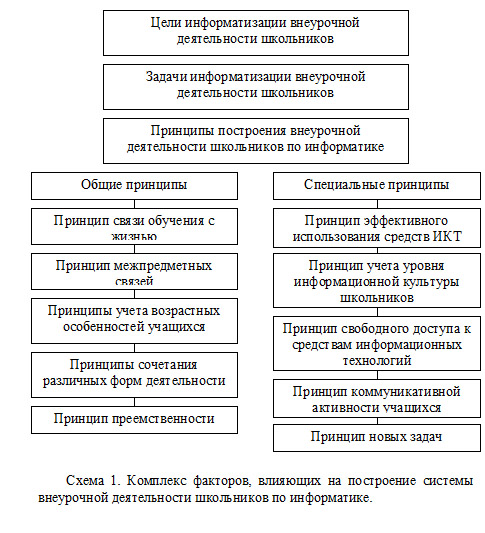 Цели информатизации внеурочной
деятельности школьников
Задачи информатизации внеурочной
деятельности школьников
Принципы построения внеурочной
деятельности школьников по информатике
Общие принципы
Принцип связи обучения с
жизнью
Принцип межпредметных
связей
Принципы учета возрастных
особенностей учащихся
Принципы сочетания
различных форм деятельности
Принцип преемственности
Специальные принципы
Принцип эффективного
использования средств ИКТ
Принцип учета уровня
информационной культуры
школьников
Принцип свободного доступа к
средствам информационных
технологий
Принцип коммуникативной
активности учащихся
Принцип новых задач
Схема 1. Комплекс факторов, влияющих на построение системы
внеурочной деятельности школьников по информатике.